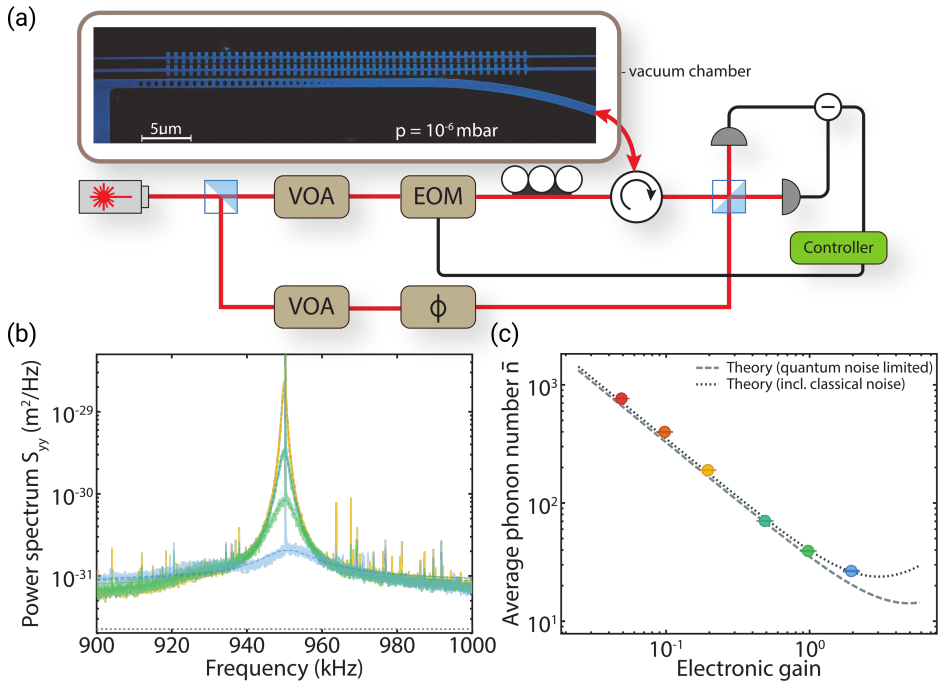 (a)
5μm
p = 10⁻⁶ mbar
vacuum chamber
VOA
EOM
Controller
VOA
ϕ
(b)
Power spectrum Syy (m²/Hz)
10⁻²⁹
10⁻³⁰
10⁻³¹
900
920
940
960
980
1000
Frequency (kHz)
(c)
Average phonon number n̄
Theory (quantum noise limited)
Theory (incl. classical noise)
10³
10²
10¹
10⁻¹
10⁰
Electronic gain